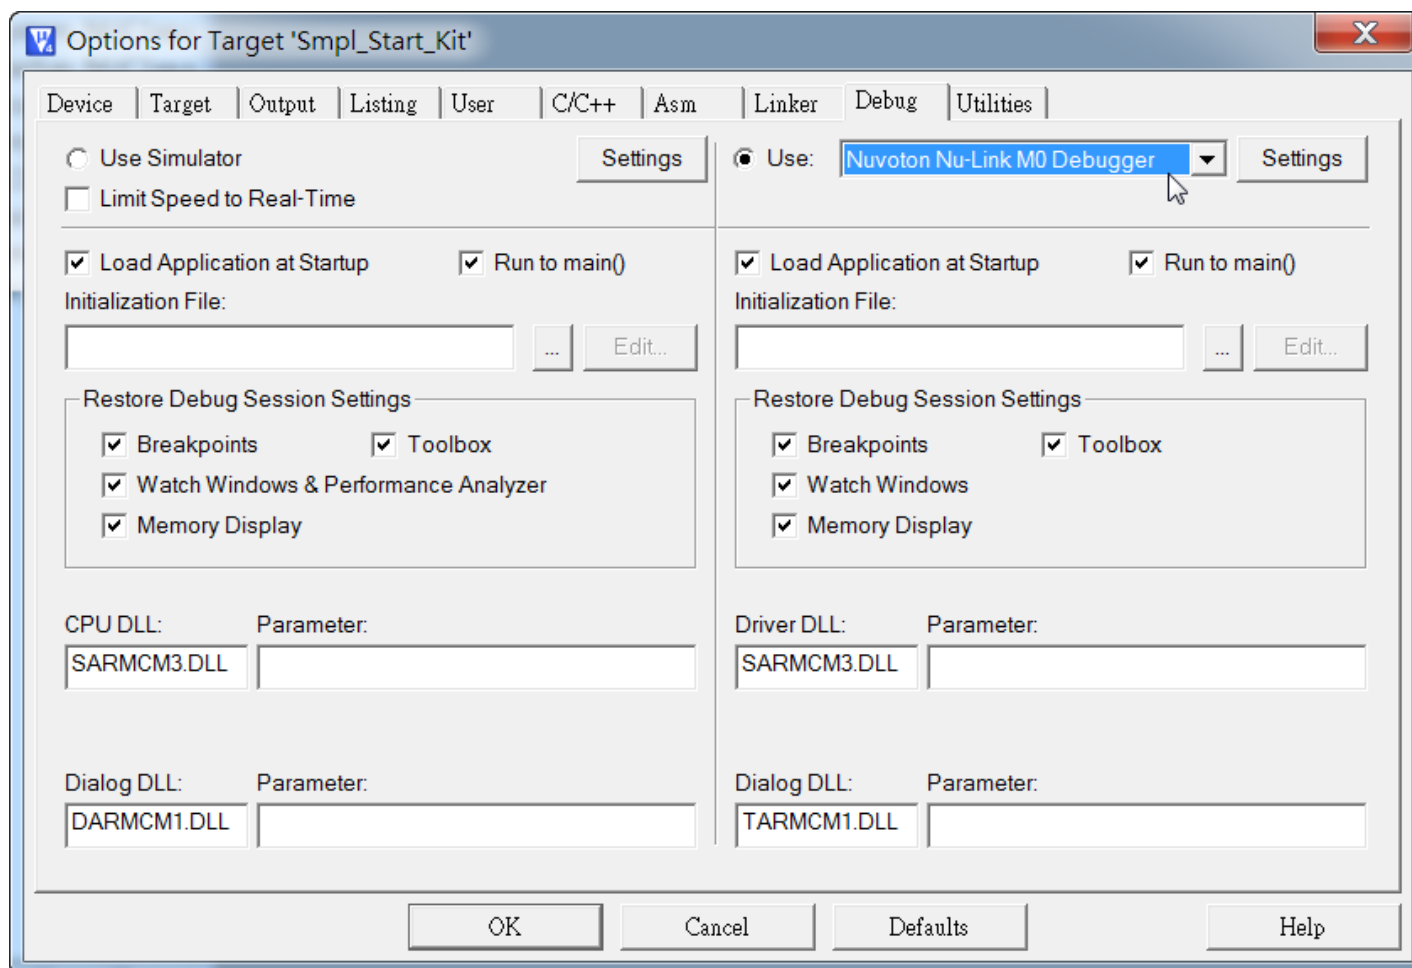 Options for Target 'Smpl_Start_Kit'
Device Target Output Listing User C/C++ Asm Linker Debug Utilities
Use Simulator Settings Use: Nuvoton Nu-Link M0 Debugger Settings
Limit Speed to Real-Time
Load Application at Startup Run to main() Load Application at Startup Run to main()
Initialization File: Initialization File:
... Edit... ... Edit...
Restore Debug Session Settings Restore Debug Session Settings
Breakpoints Toolbox Breakpoints Toolbox
Watch Windows & Performance Analyzer Watch Windows
Memory Display Memory Display
CPU DLL: Parameter: Driver DLL: Parameter:
SARMCM3.DLL SARMCM3.DLL
Dialog DLL: Parameter: Dialog DLL: Parameter:
DARMCM1.DLL TARMCM1.DLL
OK Cancel Defaults Help